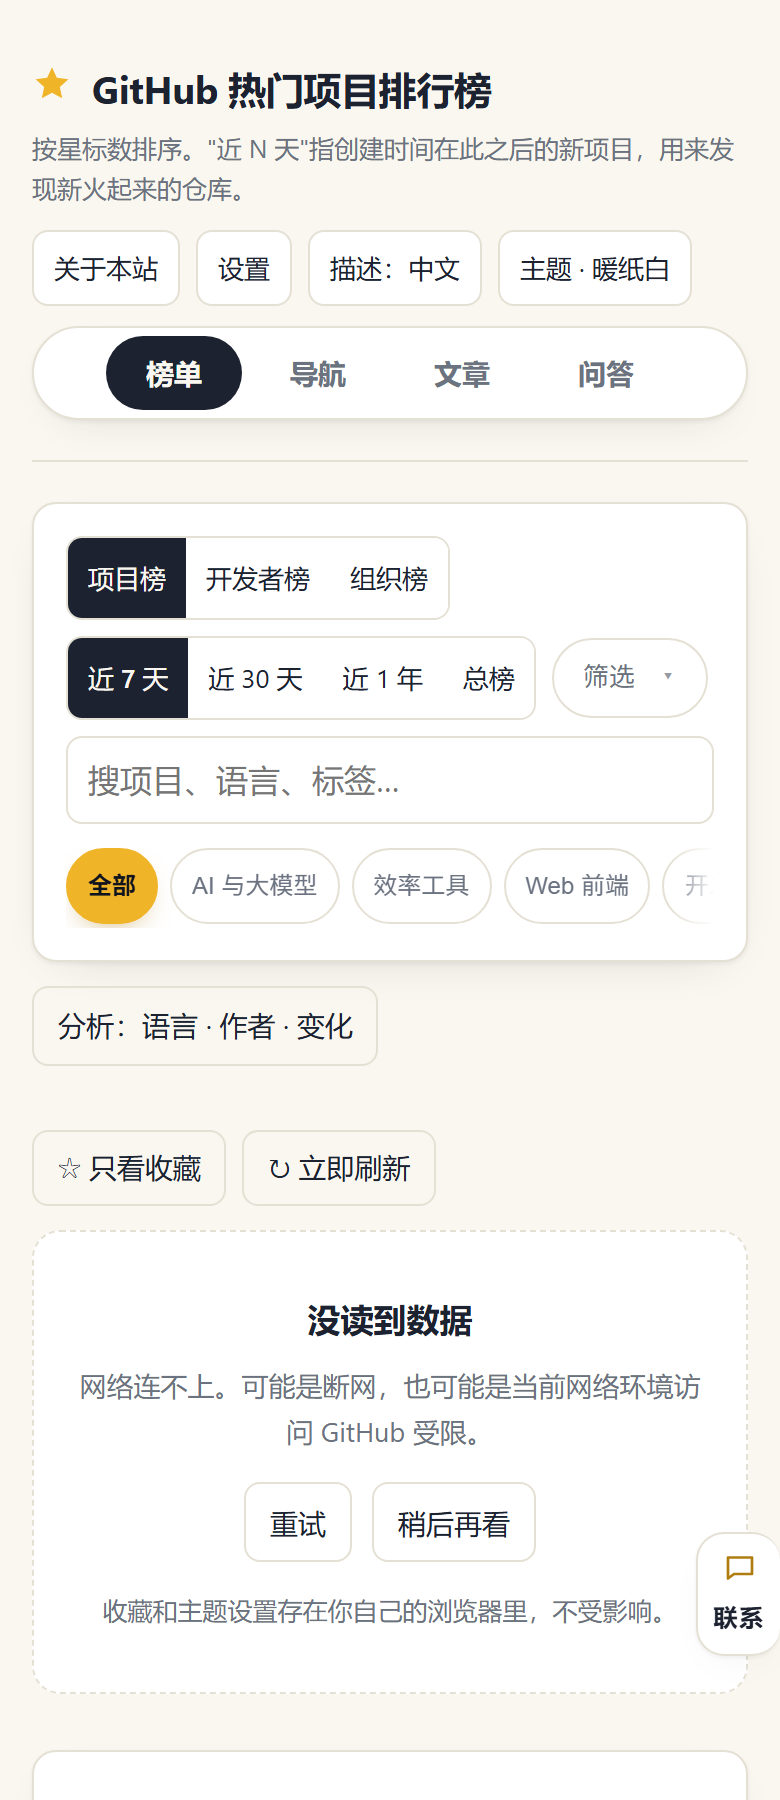 GitHub 热门项目排行榜
按星标数排序。"近 N 天"指创建时间在此之后的新项目，用来发
现新火起来的仓库。
关于本站 设置 描述：中文 主题 · 暖纸白
榜单 导航 文章 问答
项目榜 开发者榜 组织榜
近 7 天 近 30 天 近 1 年 总榜 筛选 ▾
搜项目、语言、标签...
全部 AI 与大模型 效率工具 Web 前端 开
分析：语言 · 作者 · 变化
☆ 只看收藏 ↻ 立即刷新
没读到数据
网络连不上。可能是断网，也可能是当前网络环境访
问 GitHub 受限。
重试 稍后再看
联系
收藏和主题设置存在你自己的浏览器里，不受影响。